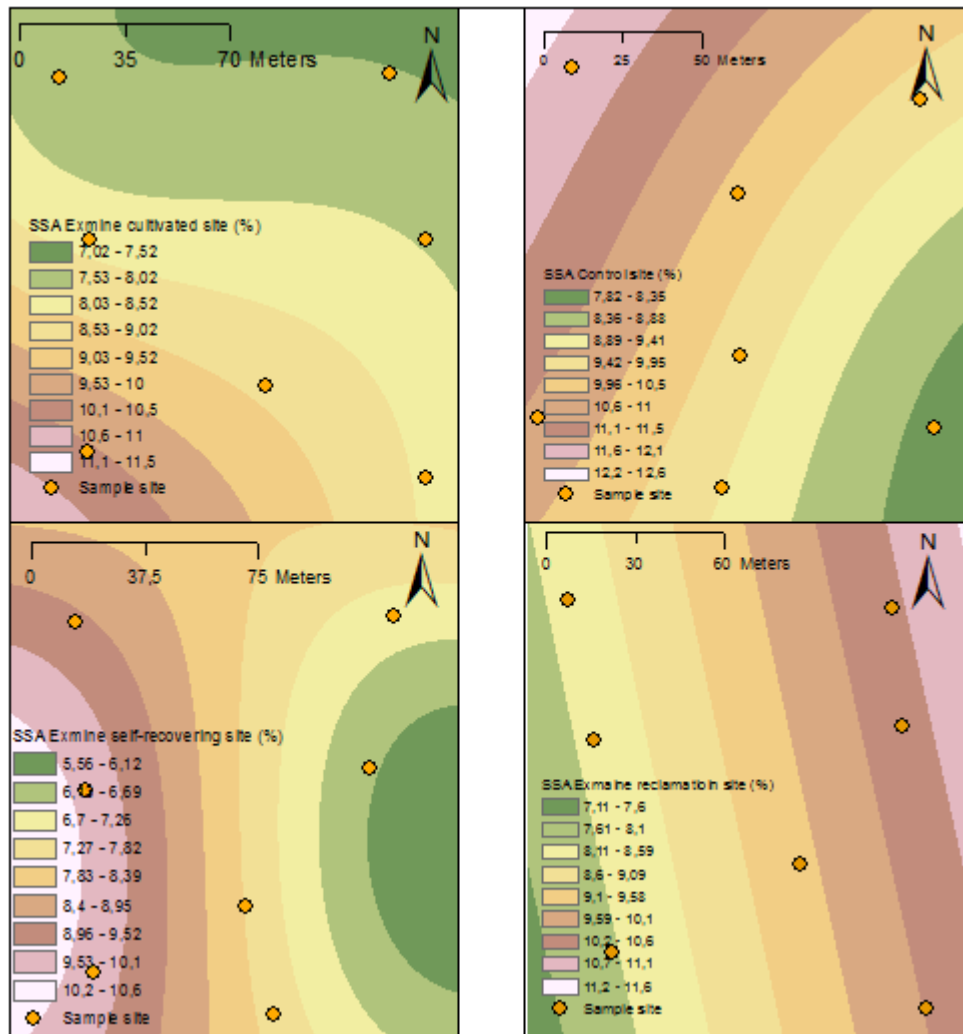 N
0 35 70 Meters
SSA Exmine cultivated site (%)
7,02 - 7,52
7,53 - 8,02
8,03 - 8,52
8,53 - 9,02
9,03 - 9,52
9,53 - 10
10,1 - 10,5
10,6 - 11
11,1 - 11,5
Sample site
N
0 25 50 Meters
SSA Control site (%)
7,82 - 8,35
8,36 - 8,88
8,89 - 9,41
9,42 - 9,95
9,96 - 10,5
10,6 - 11
11,1 - 11,5
11,6 - 12,1
12,2 - 12,6
Sample site
N
0 37,5 75 Meters
SSA Exmine self-recovering site (%)
5,56 - 6,12
- 6,69
6,7 - 7,26
7,27 - 7,82
7,83 - 8,39
8,4 - 8,95
8,96 - 9,52
9,53 - 10,1
10,2 - 10,6
Sample site
N
0 30 60 Meters
SSA Exmaine reclamatioin site (%)
7,11 - 7,6
7,61 - 8,1
8,11 - 8,59
8,6 - 9,09
9,1 - 9,58
9,59 - 10,1
10,2 - 10,6
10,7 - 11,1
11,2 - 11,6
Sample site